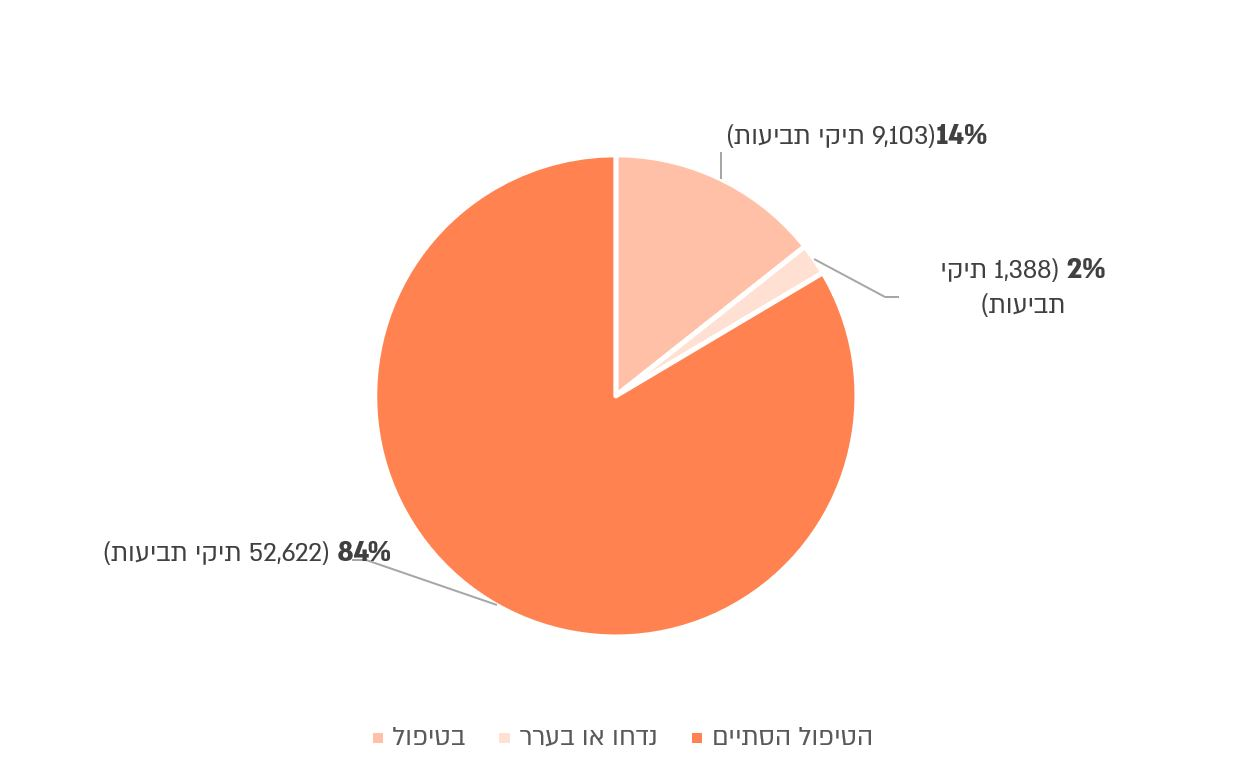 14%(9,103 תיקי תביעות)
2% (1,388 תיקי
תביעות)
84% (52,622 תיקי תביעות)
הטיפול הסתיים
נדחו או בערר
בטיפול